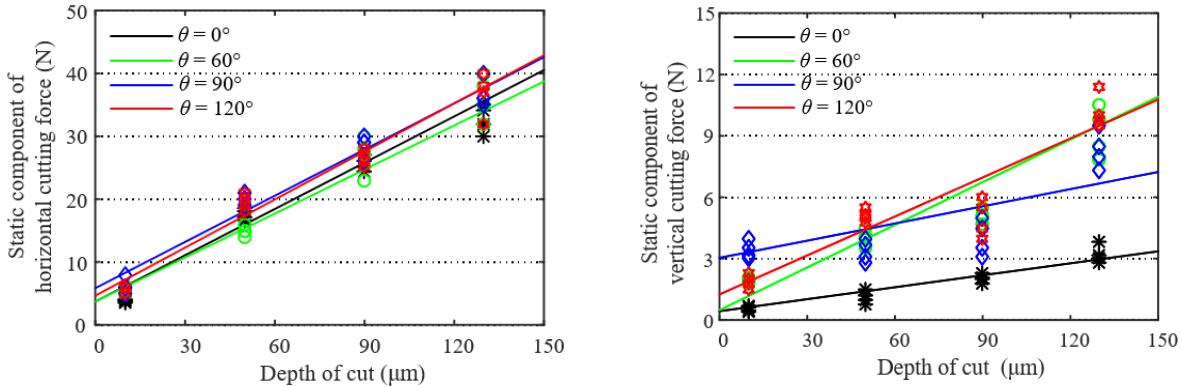 50
40
30
20
10
0
Static component of
horizontal cutting force (N)
θ = 0°
θ = 60°
θ = 90°
θ = 120°
0 30 60 90 120 150
Depth of cut (μm)
15
12
9
6
3
0
Static component of
vertical cutting force (N)
θ = 0°
θ = 60°
θ = 90°
θ = 120°
0 30 60 90 120 150
Depth of cut (μm)